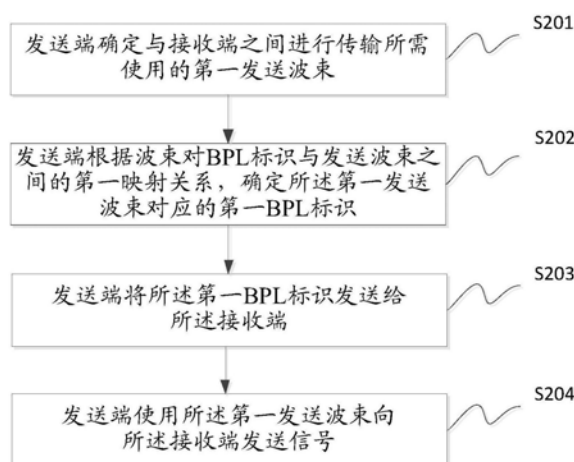 S201
发送端确定与接收端之间进行传输所需
使用的第一发送波束
S202
发送端根据波束对BPL标识与发送波束之
间的第一映射关系，确定所述第一发送
波束对应的第一BPL标识
S203
发送端将所述第一BPL标识发送给
所述接收端
S204
发送端使用所述第一发送波束向
所述接收端发送信号